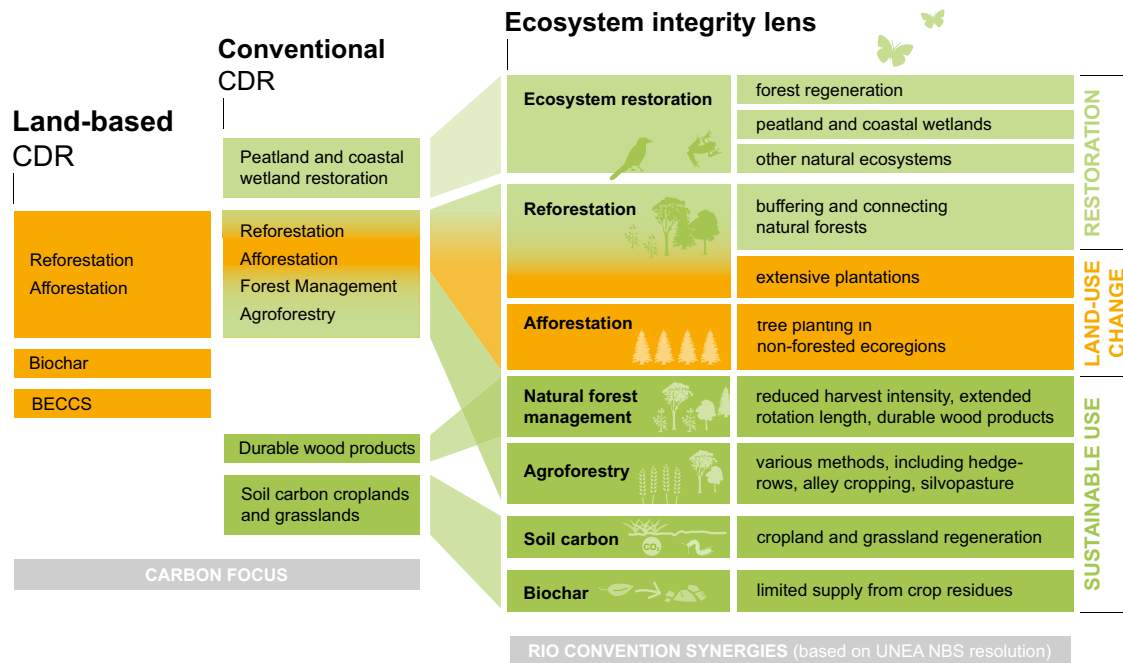 Land-based
CDR
Reforestation
Afforestation
Biochar
BECCS
Conventional
CDR
Peatland and coastal
wetland restoration
Reforestation
Afforestation
Forest Management
Agroforestry
Durable wood products
Soil carbon croplands
and grasslands
CARBON FOCUS
Ecosystem integrity lens
Ecosystem restoration
forest regeneration
peatland and coastal wetlands
other natural ecosystems
Reforestation
buffering and connecting
natural forests
extensive plantations
Afforestation
tree planting in
non-forested ecoregions
Natural forest
management
reduced harvest intensity, extended
rotation length, durable wood products
Agroforestry
various methods, including hedge-
rows, alley cropping, silvopasture
Soil carbon
CO₂
cropland and grassland regeneration
Biochar
limited supply from crop residues
RESTORATION
LAND-USE
CHANGE
SUSTAINABLE USE
RIO CONVENTION SYNERGIES (based on UNEA NBS resolution)